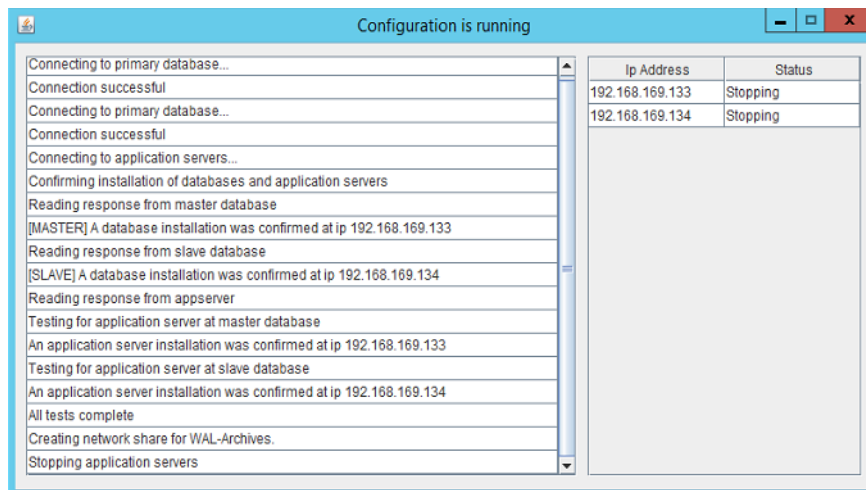 Configuration is running
Connecting to primary database...
Connection successful
Connecting to primary database...
Connection successful
Connecting to application servers...
Confirming installation of databases and application servers
Reading response from master database
[MASTER] A database installation was confirmed at ip 192.168.169.133
Reading response from slave database
[SLAVE] A database installation was confirmed at ip 192.168.169.134
Reading response from appserver
Testing for application server at master database
An application server installation was confirmed at ip 192.168.169.133
Testing for application server at slave database
An application server installation was confirmed at ip 192.168.169.134
All tests complete
Creating network share for WAL-Archives.
Stopping application servers
Ip Address Status
192.168.169.133 Stopping
192.168.169.134 Stopping